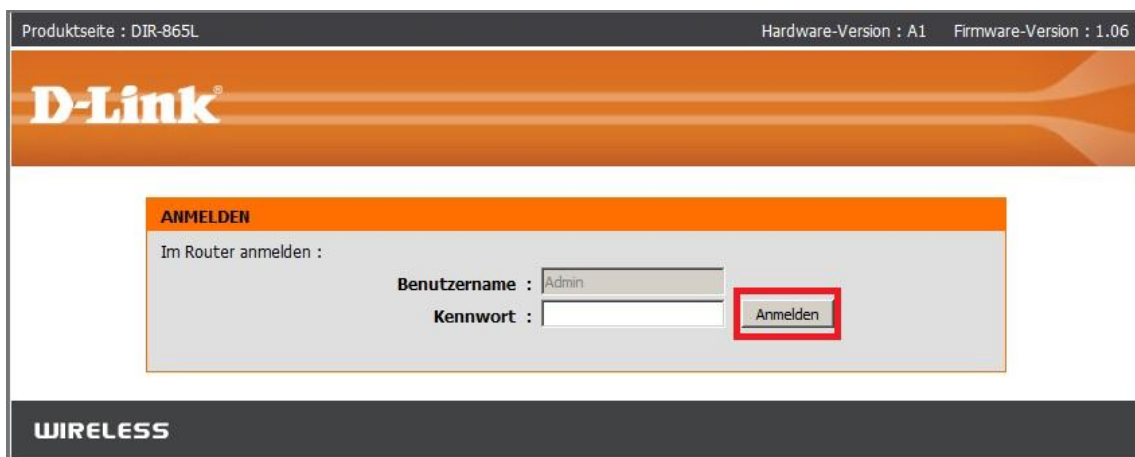 Produktseite : DIR-865L Hardware-Version : A1 Firmware-Version : 1.06
D-Link®
ANMELDEN
Im Router anmelden :
Benutzername : Admin
Kennwort : Anmelden
WIRELESS